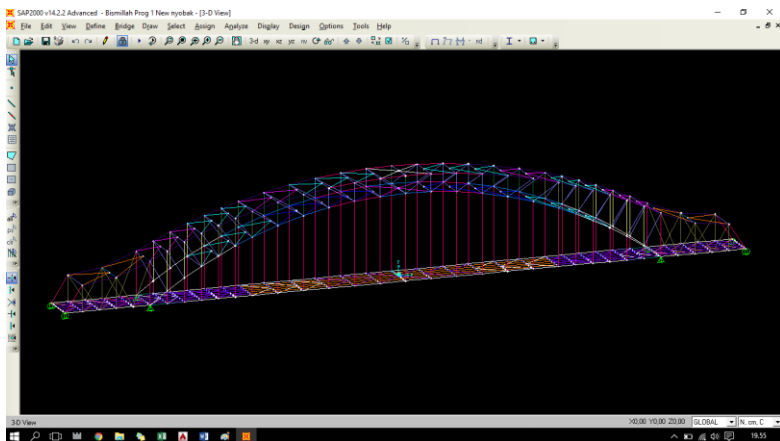 SAP2000 v14.2.2 Advanced - Bismillah Prog 1 New nyobak - [3-D View]
File Edit View Define Bridge Draw Select Assign Analyze Display Design Options Tools Help
3-d xy xz yz nv nd
3-D View X0,00 Y0,00 Z0,00 GLOBAL N, cm, C
19.55